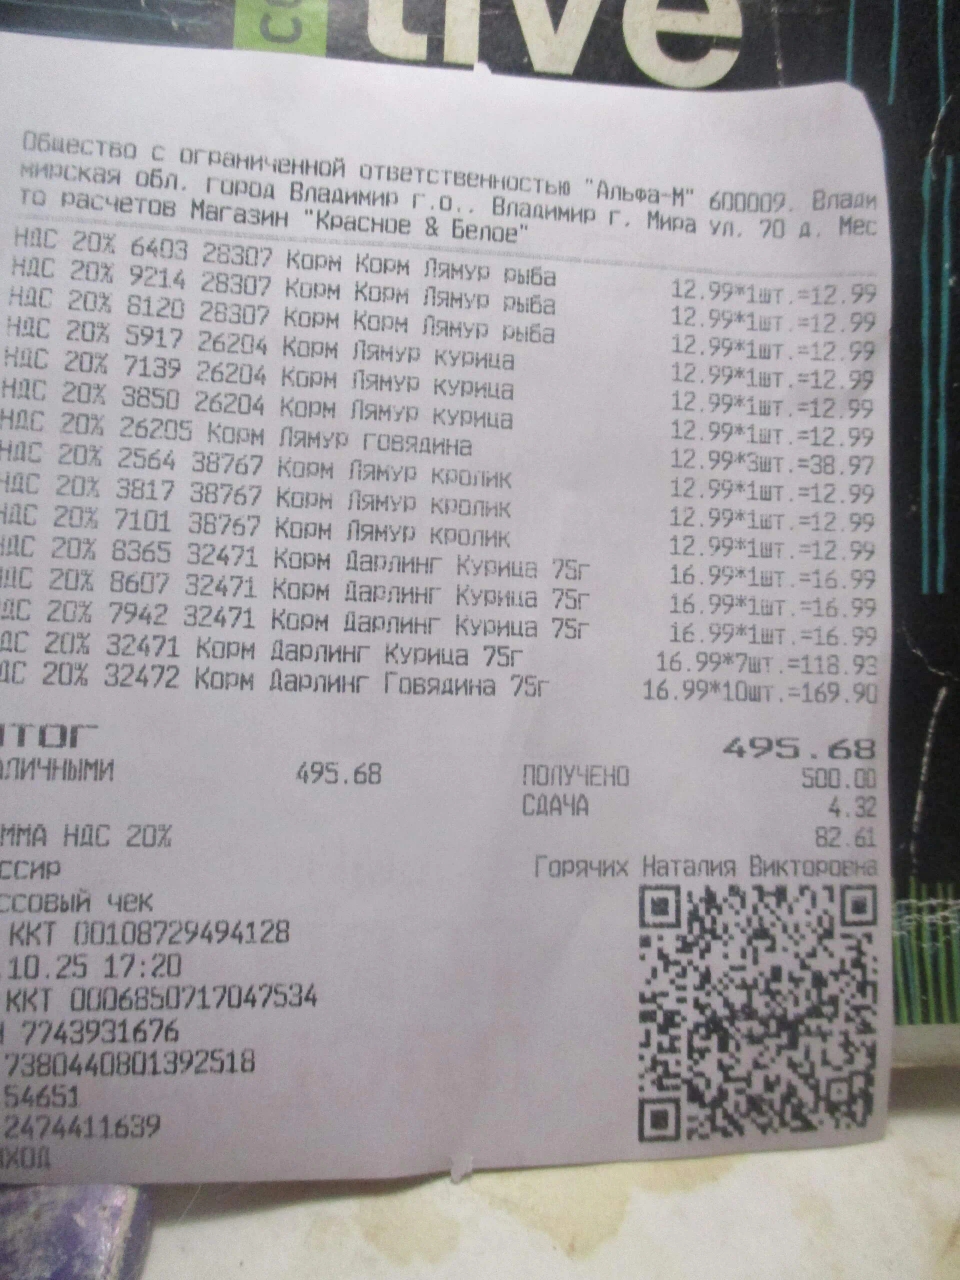 tive
Общество с ограниченной ответственностью "Альфа-М" 600009, Влади
мирская обл. город Владимир г.о.. Владимир г. Мира ул. 70 д. Мес
то расчетов Магазин "Красное & Белое"
НДС 20% 6403 28307 Корм Корм Лямур рыба 12.99*1шт.=12.99
НДС 20% 9214 28307 Корм Корм Лямур рыба 12.99*1шт.=12.99
НДС 20% 8120 28307 Корм Корм Лямур рыба 12.99*1шт.=12.99
НДС 20% 5917 26204 Корм Лямур курица 12.99*1шт.=12.99
НДС 20% 7139 26204 Корм Лямур курица 12.99*1шт.=12.99
НДС 20% 3850 26204 Корм Лямур курица 12.99*1шт.=12.99
НДС 20% 26205 Корм Лямур говядина 12.99*3шт.=38.97
НДС 20% 2564 38767 Корм Лямур кролик 12.99*1шт.=12.99
НДС 20% 3817 38767 Корм Лямур кролик 12.99*1шт.=12.99
НДС 20% 7101 38767 Корм Лямур кролик 12.99*1шт.=12.99
НДС 20% 8365 32471 Корм Дарлинг Курица 75г 16.99*1шт.=16.99
НДС 20% 8607 32471 Корм Дарлинг Курица 75г 16.99*1шт.=16.99
ДС 20% 7942 32471 Корм Дарлинг Курица 75г 16.99*1шт.=16.99
ДС 20% 32471 Корм Дарлинг Курица 75г 16.99*7шт.=118.93
ДС 20% 32472 Корм Дарлинг Говядина 75г 16.99*10шт.=169.90
ИТОГ 495.68
АЛИЧНЫМИ 495.68 ПОЛУЧЕНО 500.00
СДАЧА 4.32
ММА НДС 20% 82.61
ССИР Горячих Наталия Викторовна
ССОВЫЙ ЧЕК
ККТ 00108729494128
.10.25 17:20
ККТ 0006850717047534
Н 7743931676
7380440801392518
54651
2474411639
ИХОД